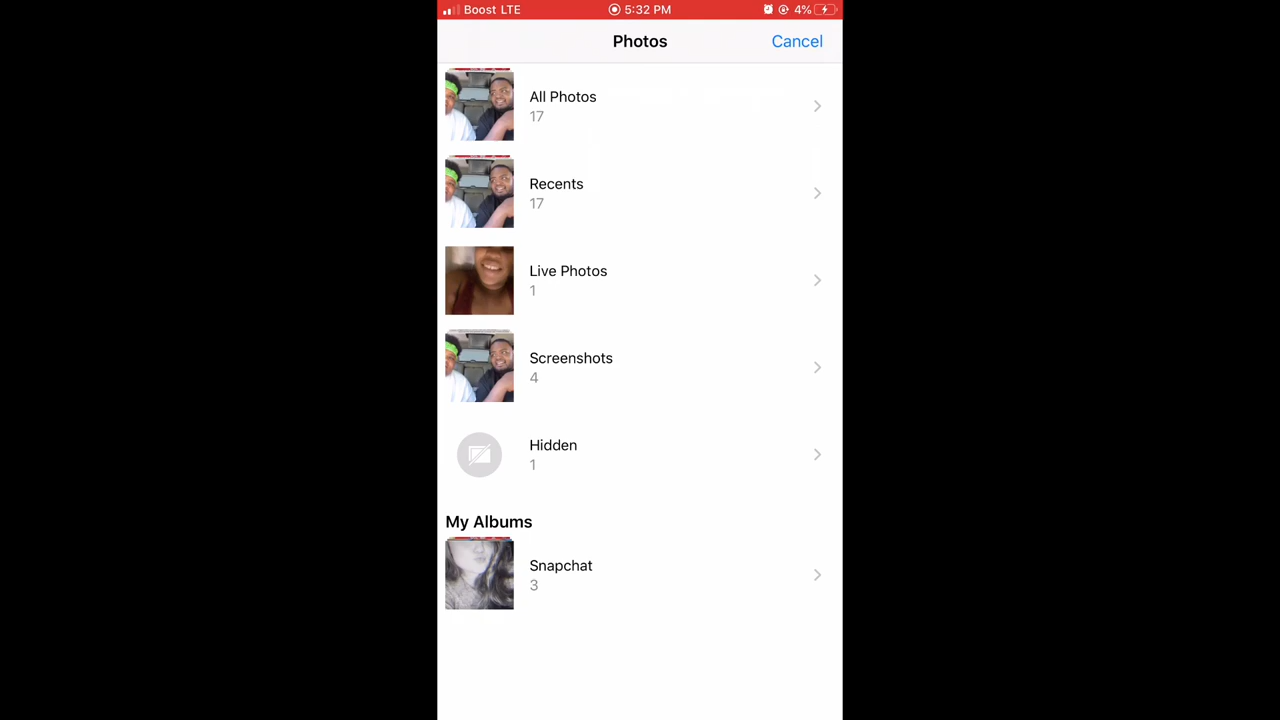 Boost LTE 5:32 PM 4%
Photos Cancel
All Photos
17
Recents
17
Live Photos
1
Screenshots
4
Hidden
1
My Albums
Snapchat
3